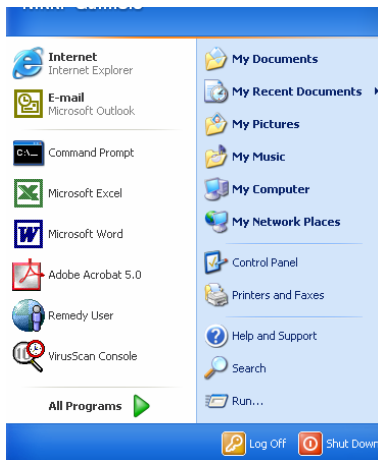 Internet
Internet Explorer
E-mail
Microsoft Outlook
C:\_
Command Prompt
Microsoft Excel
Microsoft Word
Adobe Acrobat 5.0
Remedy User
VirusScan Console
All Programs
My Documents
My Recent Documents
My Pictures
My Music
My Computer
My Network Places
Control Panel
Printers and Faxes
Help and Support
Search
Run...
Log Off
Shut Down